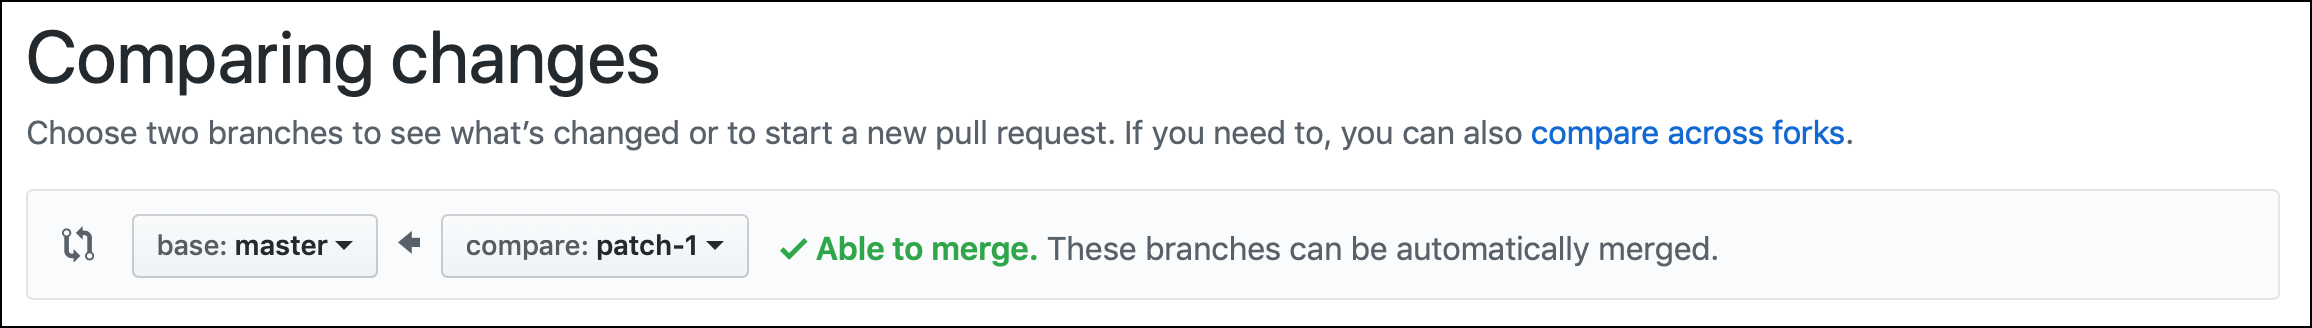 Comparing changes
Choose two branches to see what’s changed or to start a new pull request. If you need to, you can also compare across forks.
base: master compare: patch-1 Able to merge. These branches can be automatically merged.